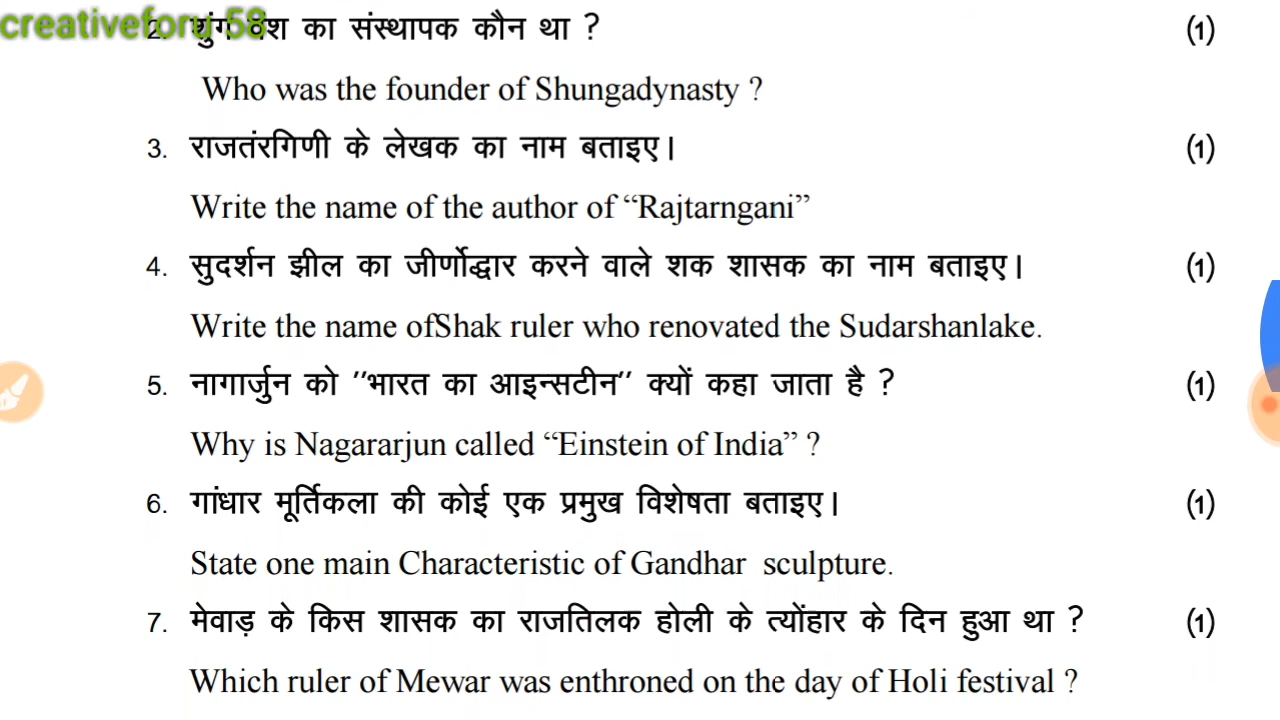 creativeforu 58
2. शुंग वंश का संस्थापक कौन था ? (1)
Who was the founder of Shungadynasty ?
3. राजतंरगिणी के लेखक का नाम बताइए। (1)
Write the name of the author of “Rajtarngani”
4. सुदर्शन झील का जीर्णोद्धार करने वाले शक शासक का नाम बताइए। (1)
Write the name ofShak ruler who renovated the Sudarshanlake.
5. नागार्जुन को ’’भारत का आइन्सटीन’’ क्यों कहा जाता है ? (1)
Why is Nagararjun called “Einstein of India” ?
6. गांधार मूर्तिकला की कोई एक प्रमुख विशेषता बताइए। (1)
State one main Characteristic of Gandhar sculpture.
7. मेवाड़ के किस शासक का राजतिलक होली के त्योंहार के दिन हुआ था ? (1)
Which ruler of Mewar was enthroned on the day of Holi festival ?